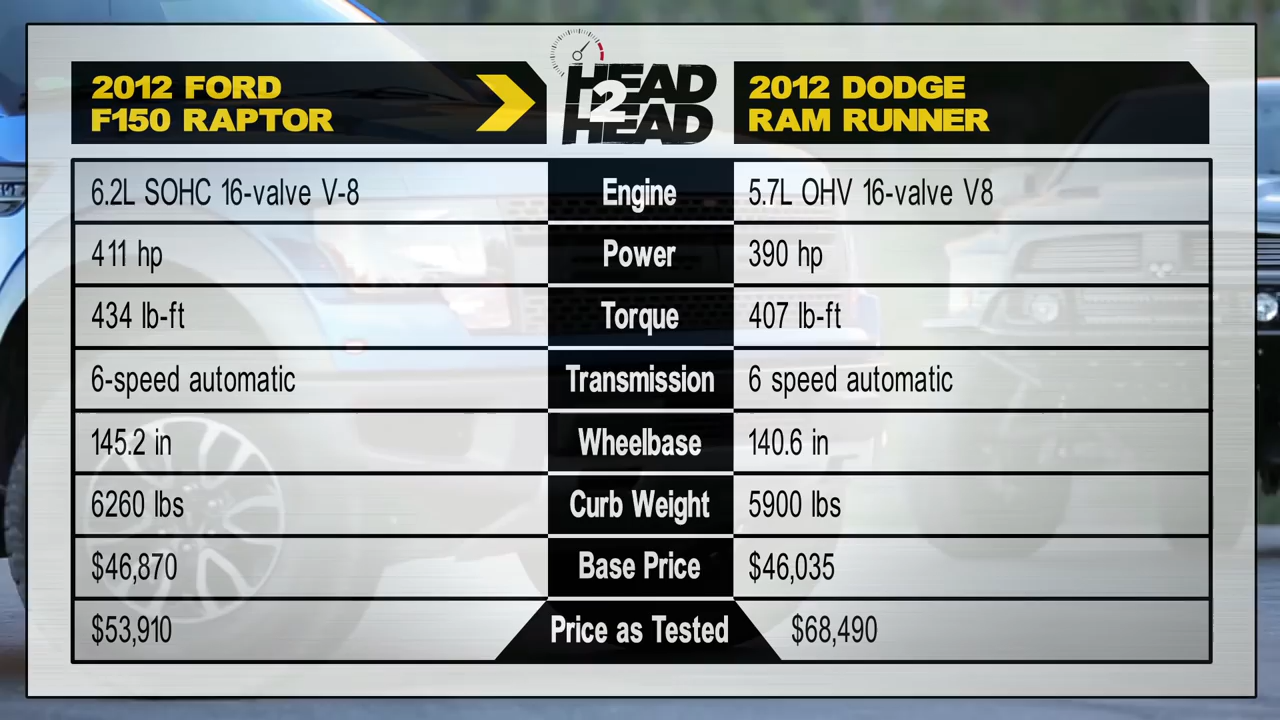 2012 FORD
F150 RAPTOR
HEAD
2
HEAD
2012 DODGE
RAM RUNNER
6.2L SOHC 16-valve V-8
Engine
5.7L OHV 16-valve V8
411 hp
Power
390 hp
434 lb-ft
Torque
407 lb-ft
6-speed automatic
Transmission
6 speed automatic
145.2 in
Wheelbase
140.6 in
6260 lbs
Curb Weight
5900 lbs
$46,870
Base Price
$46,035
$53,910
Price as Tested
$68,490